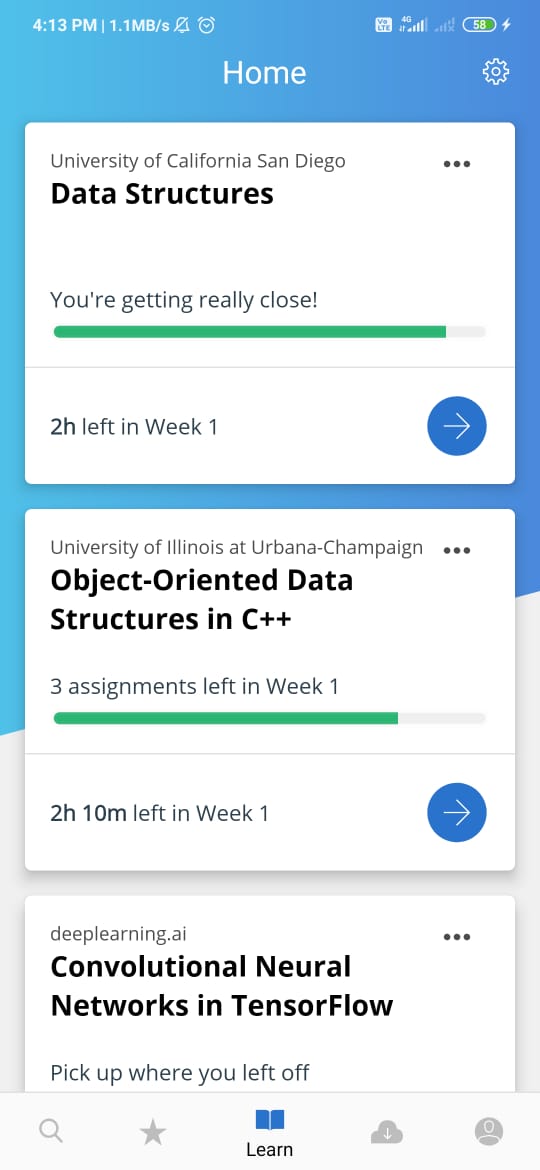 4:13 PM | 1.1MB/s
Vo LTE 4G 58
Home
University of California San Diego
Data Structures
You're getting really close!
2h left in Week 1
University of Illinois at Urbana-Champaign
Object-Oriented Data
Structures in C++
3 assignments left in Week 1
2h 10m left in Week 1
deeplearning.ai
Convolutional Neural
Networks in TensorFlow
Pick up where you left off
Learn